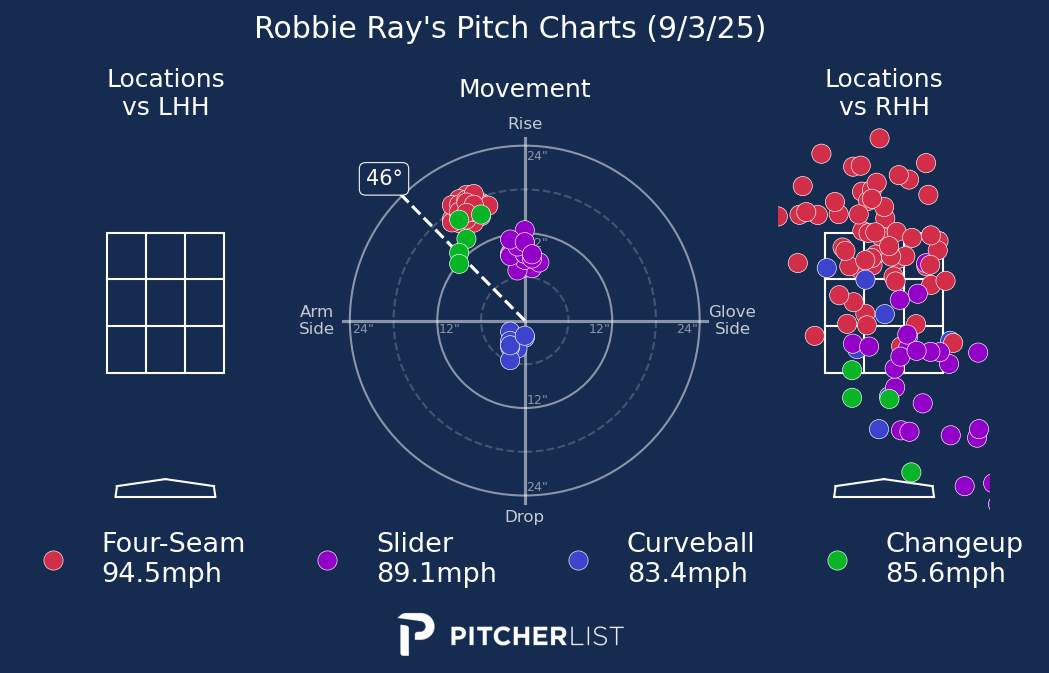 Robbie Ray's Pitch Charts (9/3/25)
Locations
vs LHH
Movement
Locations
vs RHH
Rise
24"
46°
2"
Arm
Side
24"
12"
12"
24"
Glove
Side
12"
24"
Drop
Four-Seam
94.5mph
Slider
89.1mph
Curveball
83.4mph
Changeup
85.6mph
PITCHERLIST